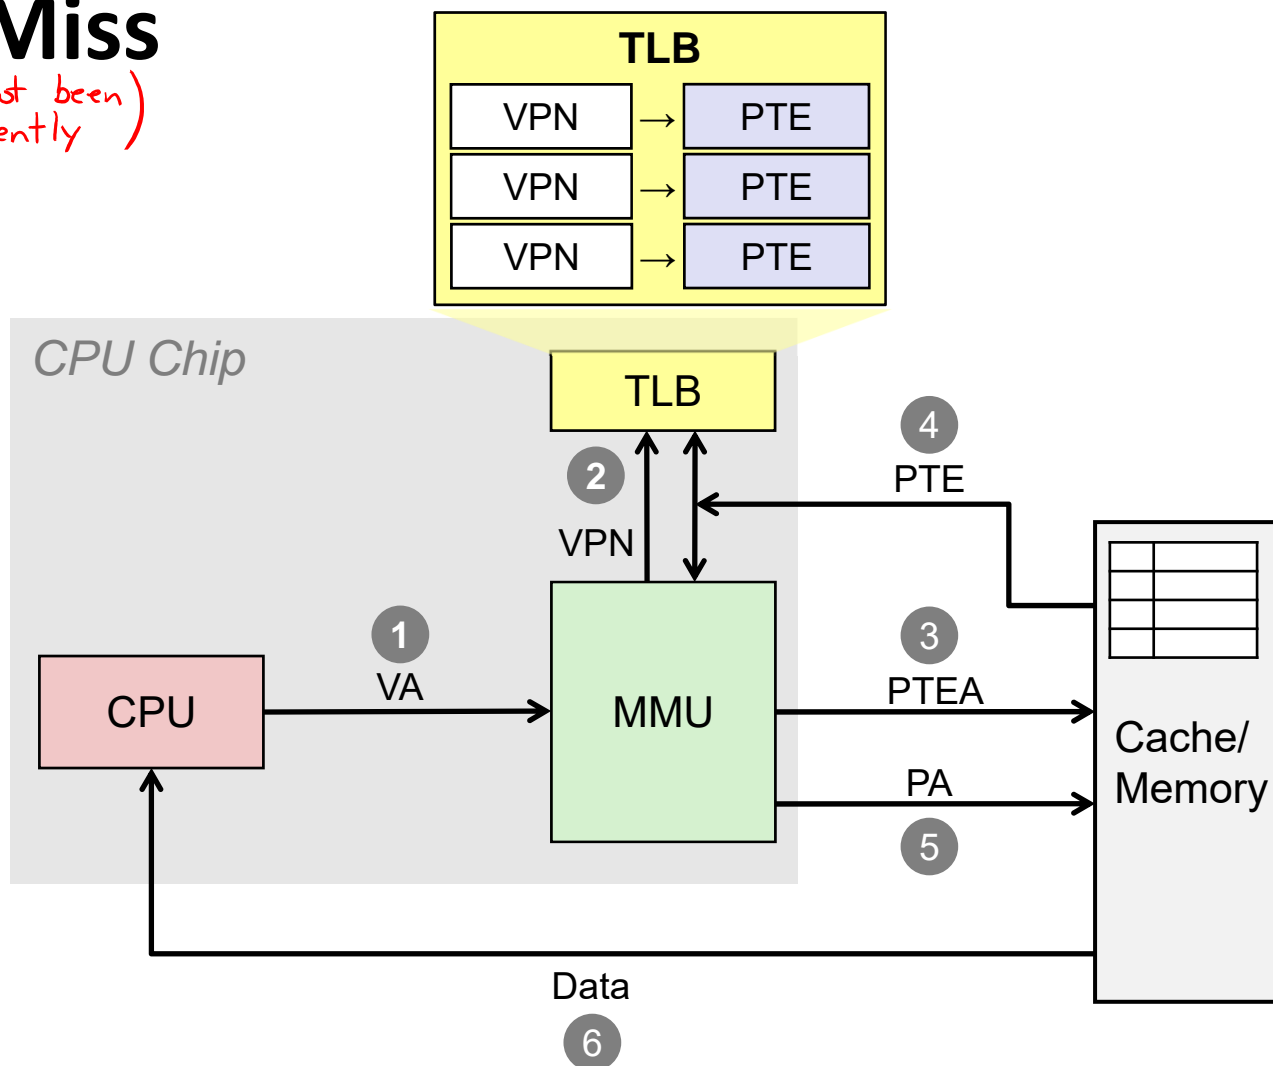 Miss
been)
TLB
VPN → PTE
VPN → PTE
VPN → PTE
CPU Chip
TLB
4
PTE
2
VPN
1
VA
3
PTEA
CPU
MMU
Cache/
Memory
PA
5
Data
6